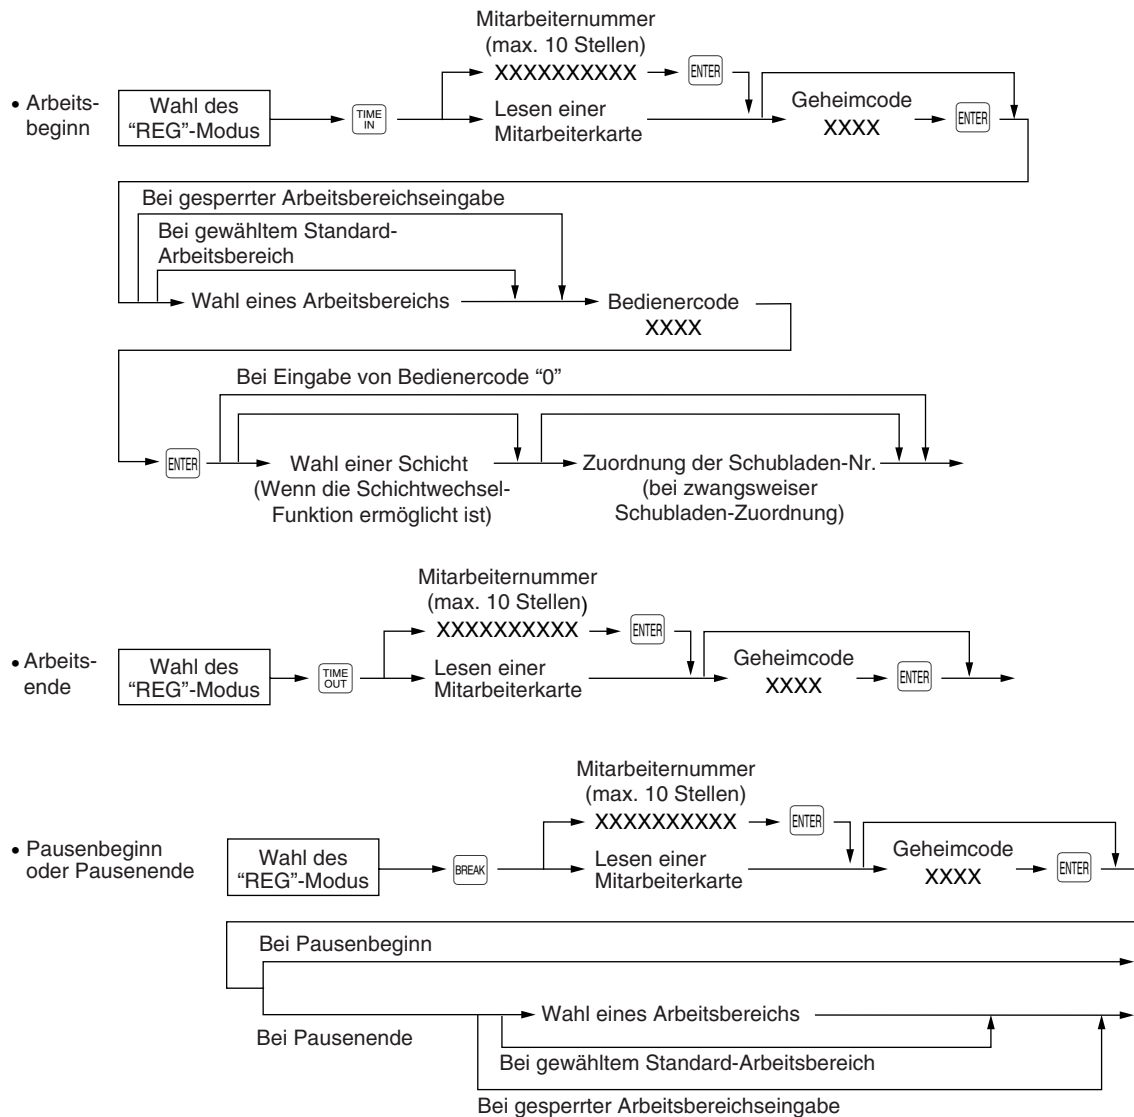 Mitarbeiternummer
(max. 10 Stellen)
XXXXXXXXXX
ENTER
• Arbeits-
beginn
Wahl des
“REG”-Modus
TIME
IN
Lesen einer
Mitarbeiterkarte
Geheimcode
XXXX
ENTER
Bei gesperrter Arbeitsbereichseingabe
Bei gewähltem Standard-
Arbeitsbereich
Wahl eines Arbeitsbereichs
Bedienercode
XXXX
Bei Eingabe von Bedienercode “0”
ENTER
Wahl einer Schicht
(Wenn die Schichtwechsel-
Funktion ermöglicht ist)
Zuordnung der Schubladen-Nr.
(bei zwangsweiser
Schubladen-Zuordnung)
Mitarbeiternummer
(max. 10 Stellen)
XXXXXXXXXX
ENTER
• Arbeits-
ende
Wahl des
“REG”-Modus
TIME
OUT
Lesen einer
Mitarbeiterkarte
Geheimcode
XXXX
ENTER
Mitarbeiternummer
(max. 10 Stellen)
XXXXXXXXXX
ENTER
• Pausenbeginn
oder Pausenende
Wahl des
“REG”-Modus
BREAK
Lesen einer
Mitarbeiterkarte
Geheimcode
XXXX
ENTER
Bei Pausenbeginn
Bei Pausenende
Wahl eines Arbeitsbereichs
Bei gewähltem Standard-Arbeitsbereich
Bei gesperrter Arbeitsbereichseingabe